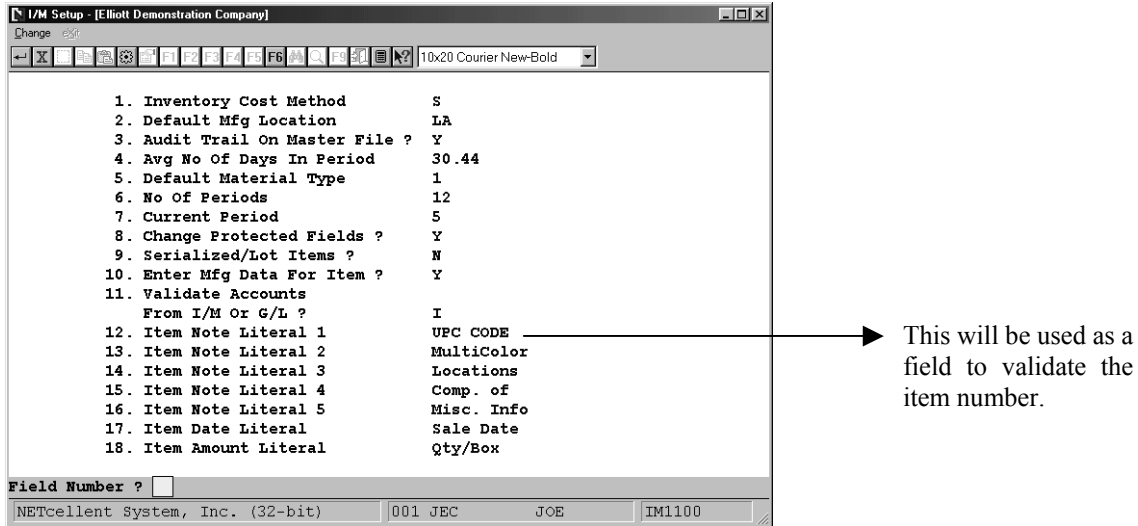 I/M Setup - [Elliott Demonstration Company]
Change exit
F1 F2 F3 F4 F5 F6 F9 10x20 Courier New-Bold
1. Inventory Cost Method S
2. Default Mfg Location LA
3. Audit Trail On Master File ? Y
4. Avg No Of Days In Period 30.44
5. Default Material Type 1
6. No Of Periods 12
7. Current Period 5
8. Change Protected Fields ? Y
9. Serialized/Lot Items ? N
10. Enter Mfg Data For Item ? Y
11. Validate Accounts
From I/M Or G/L ? I
12. Item Note Literal 1 UPC CODE
13. Item Note Literal 2 MultiColor
14. Item Note Literal 3 Locations
15. Item Note Literal 4 Comp. of
16. Item Note Literal 5 Misc. Info
17. Item Date Literal Sale Date
18. Item Amount Literal Qty/Box
Field Number ?
NETcellent System, Inc. (32-bit) 001 JEC JOE IM1100
This will be used as a
field to validate the
item number.